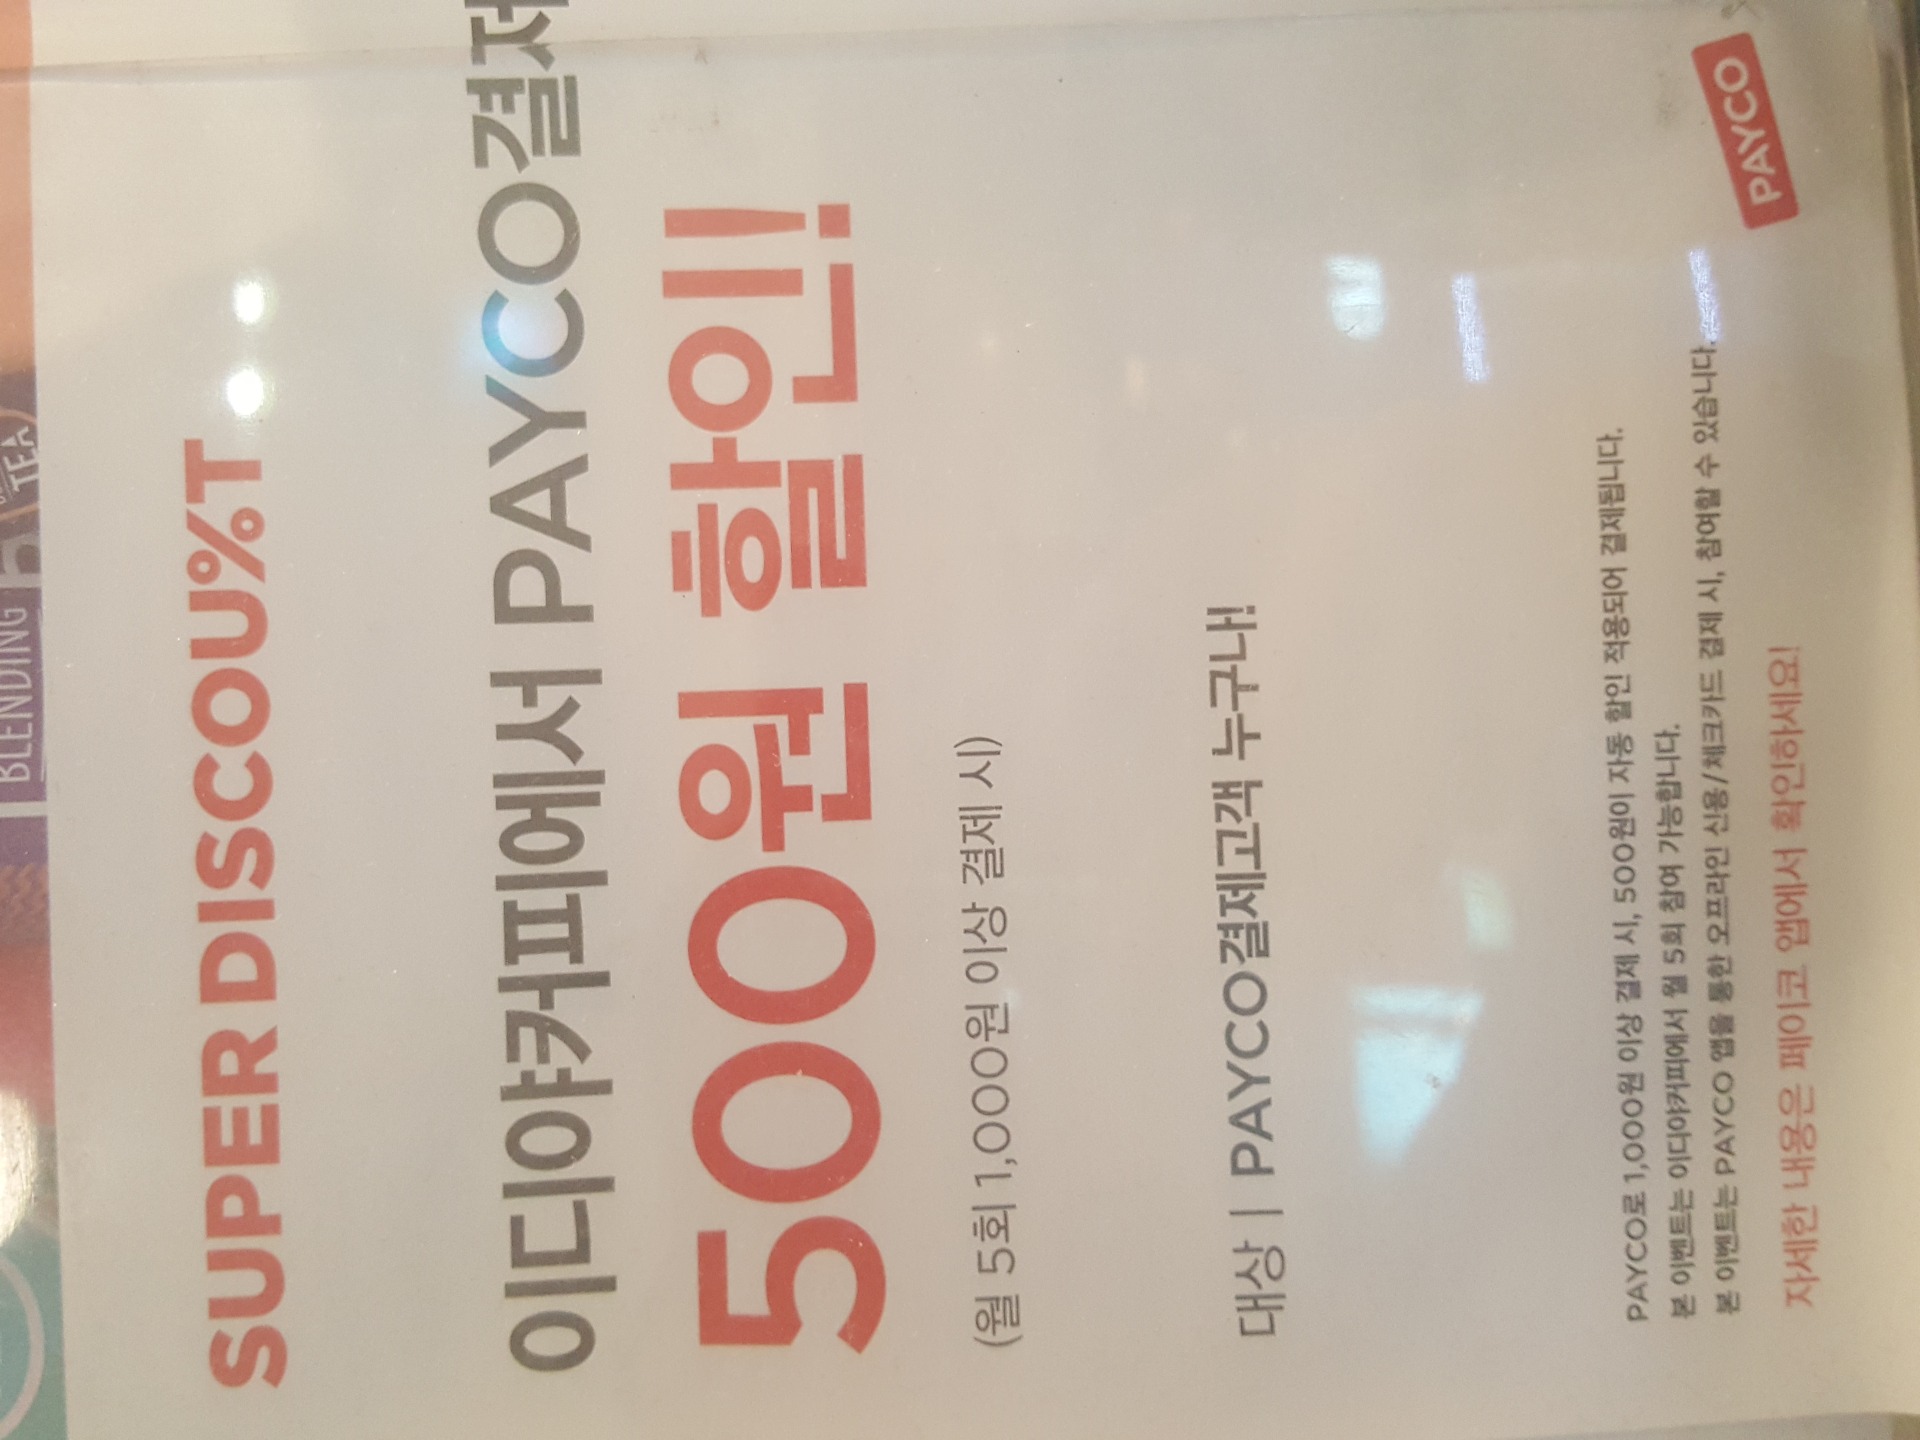 BLENDING
TEA
SUPER DISCOU%T
이디야커피에서 PAYCO결제
500원 할인!
(월 5회 1,000원 이상 결제 시)
대상 | PAYCO결제고객 누구나!
PAYCO로 1,000원 이상 결제 시, 500원이 자동 할인 적용되어 결제됩니다.
본 이벤트는 이디야커피에서 월 5회 참여 가능합니다.
본 이벤트는 PAYCO 앱을 통한 오프라인 신용/체크카드 결제 시, 참여할 수 있습니다.
자세한 내용은 페이코 앱에서 확인하세요!
PAYCO